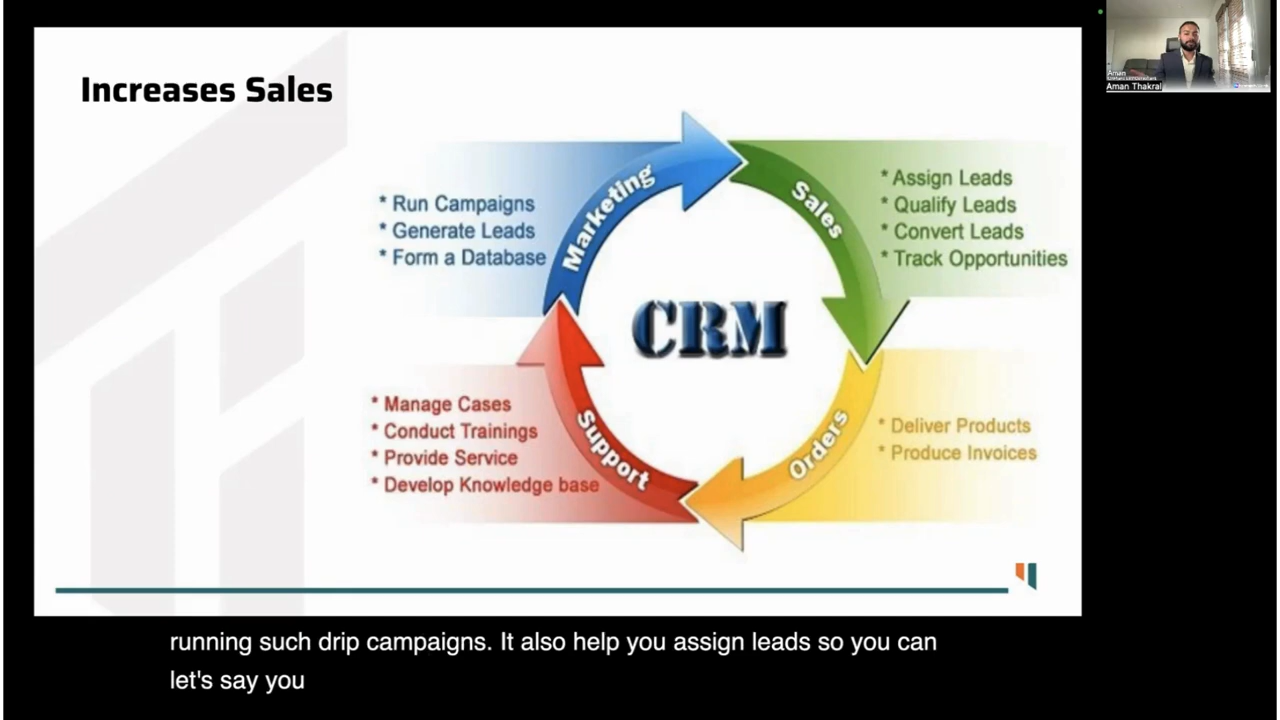 Increases Sales
* Run Campaigns
* Generate Leads
* Form a Database
Marketing
Sales
* Assign Leads
* Qualify Leads
* Convert Leads
* Track Opportunities
CRM
* Manage Cases
* Conduct Trainings
* Provide Service
* Develop Knowledge base
Support
Orders
* Deliver Products
* Produce Invoices
Aman
Aman Thakral
running such drip campaigns. It also help you assign leads so you can
let's say you